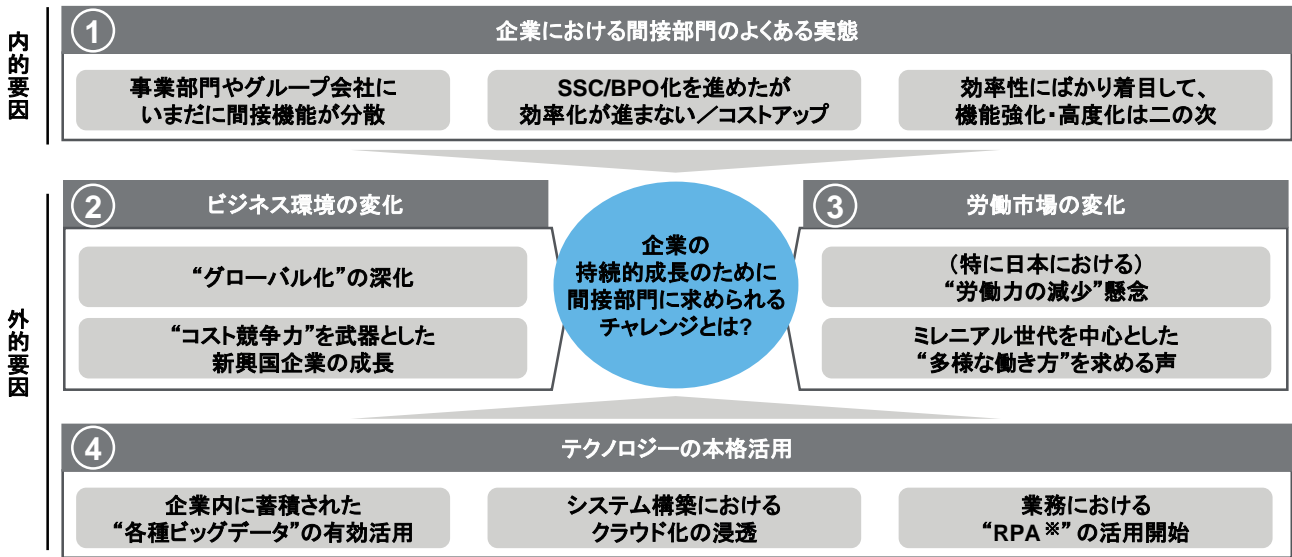 内的要因
① 企業における間接部門のよくある実態
事業部門やグループ会社に
いまだに間接機能が分散
SSC/BPO化を進めたが
効率化が進まない／コストアップ
効率性にばかり着目して、
機能強化・高度化は二の次
外的要因
② ビジネス環境の変化
“グローバル化”の深化
“コスト競争力”を武器とした
新興国企業の成長
企業の
持続的成長のために
間接部門に求められる
チャレンジとは?
③ 労働市場の変化
（特に日本における）
“労働力の減少”懸念
ミレニアル世代を中心とした
“多様な働き方”を求める声
④ テクノロジーの本格活用
企業内に蓄積された
“各種ビッグデータ”の有効活用
システム構築における
クラウド化の浸透
業務における
“RPA※” の活用開始